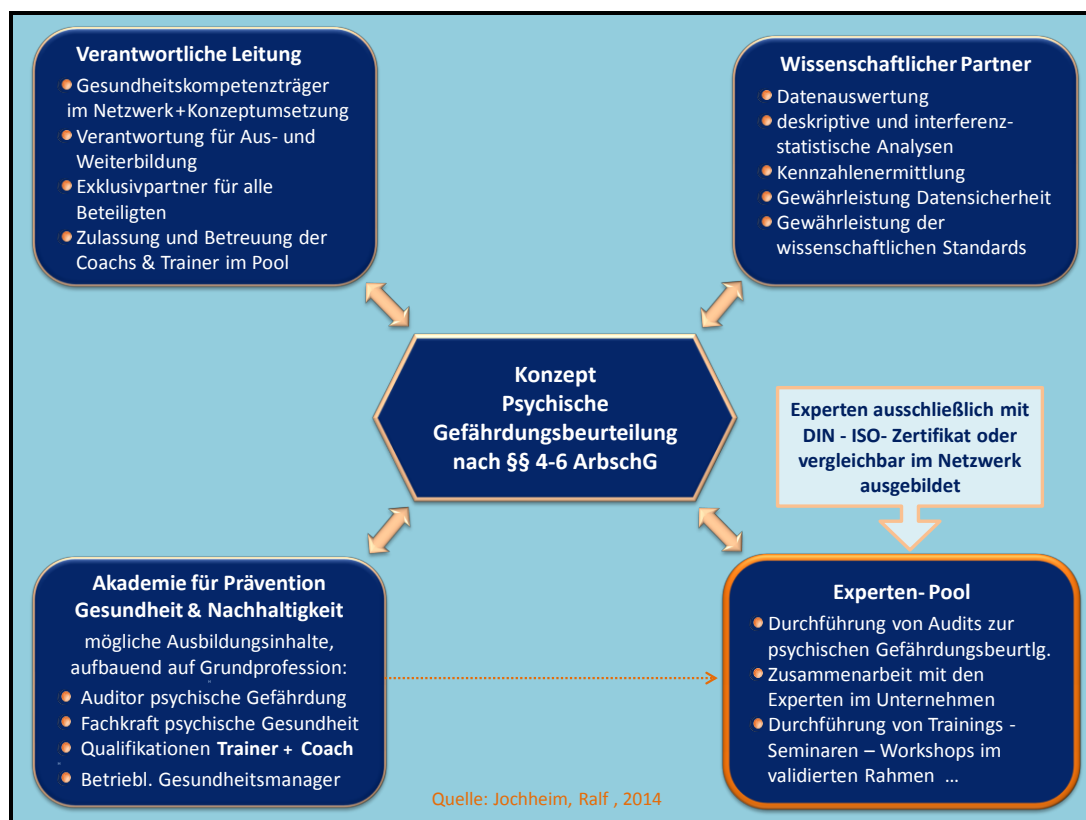 Verantwortliche Leitung
Gesundheitskompetenzträger
im Netzwerk+Konzeptumsetzung
Verantwortung für Aus- und
Weiterbildung
Exklusivpartner für alle
Beteiligten
Zulassung und Betreuung der
Coachs & Trainer im Pool
Wissenschaftlicher Partner
Datenauswertung
deskriptive und interferenz-
statistische Analysen
Kennzahlenermittlung
Gewährleistung Datensicherheit
Gewährleistung der
wissenschaftlichen Standards
Konzept
Psychische
Gefährdungsbeurteilung
nach §§ 4-6 ArbschG
Experten ausschließlich mit
DIN - ISO- Zertifikat oder
vergleichbar im Netzwerk
ausgebildet
Akademie für Prävention
Gesundheit & Nachhaltigkeit
mögliche Ausbildungsinhalte,
aufbauend auf Grundprofession:
Auditor psychische Gefährdung
Fachkraft psychische Gesundheit
Qualifikationen Trainer + Coach
Betriebl. Gesundheitsmanager
Experten- Pool
Durchführung von Audits zur
psychischen Gefährdungsbeurtlg.
Zusammenarbeit mit den
Experten im Unternehmen
Durchführung von Trainings -
Seminaren – Workshops im
validierten Rahmen ...
Quelle: Jochheim, Ralf , 2014